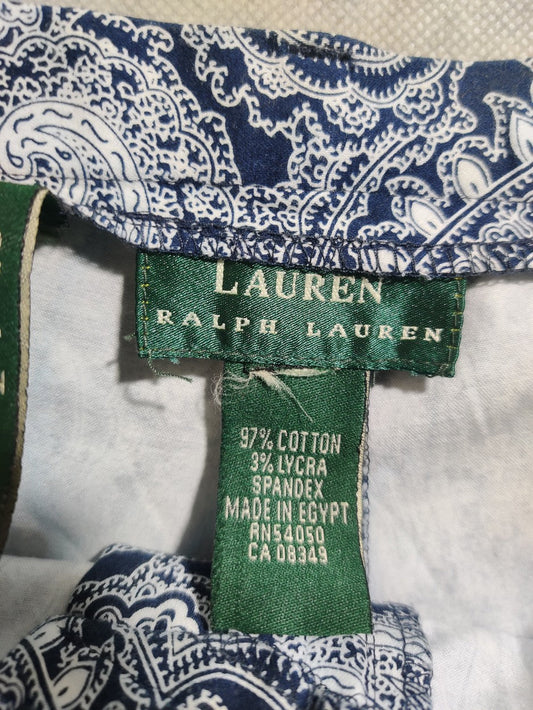 LAUREN
RALPH LAUREN
97% COTTON
3% LYCRA
SPANDEX
MADE IN EGYPT
RN54050
CA 08349